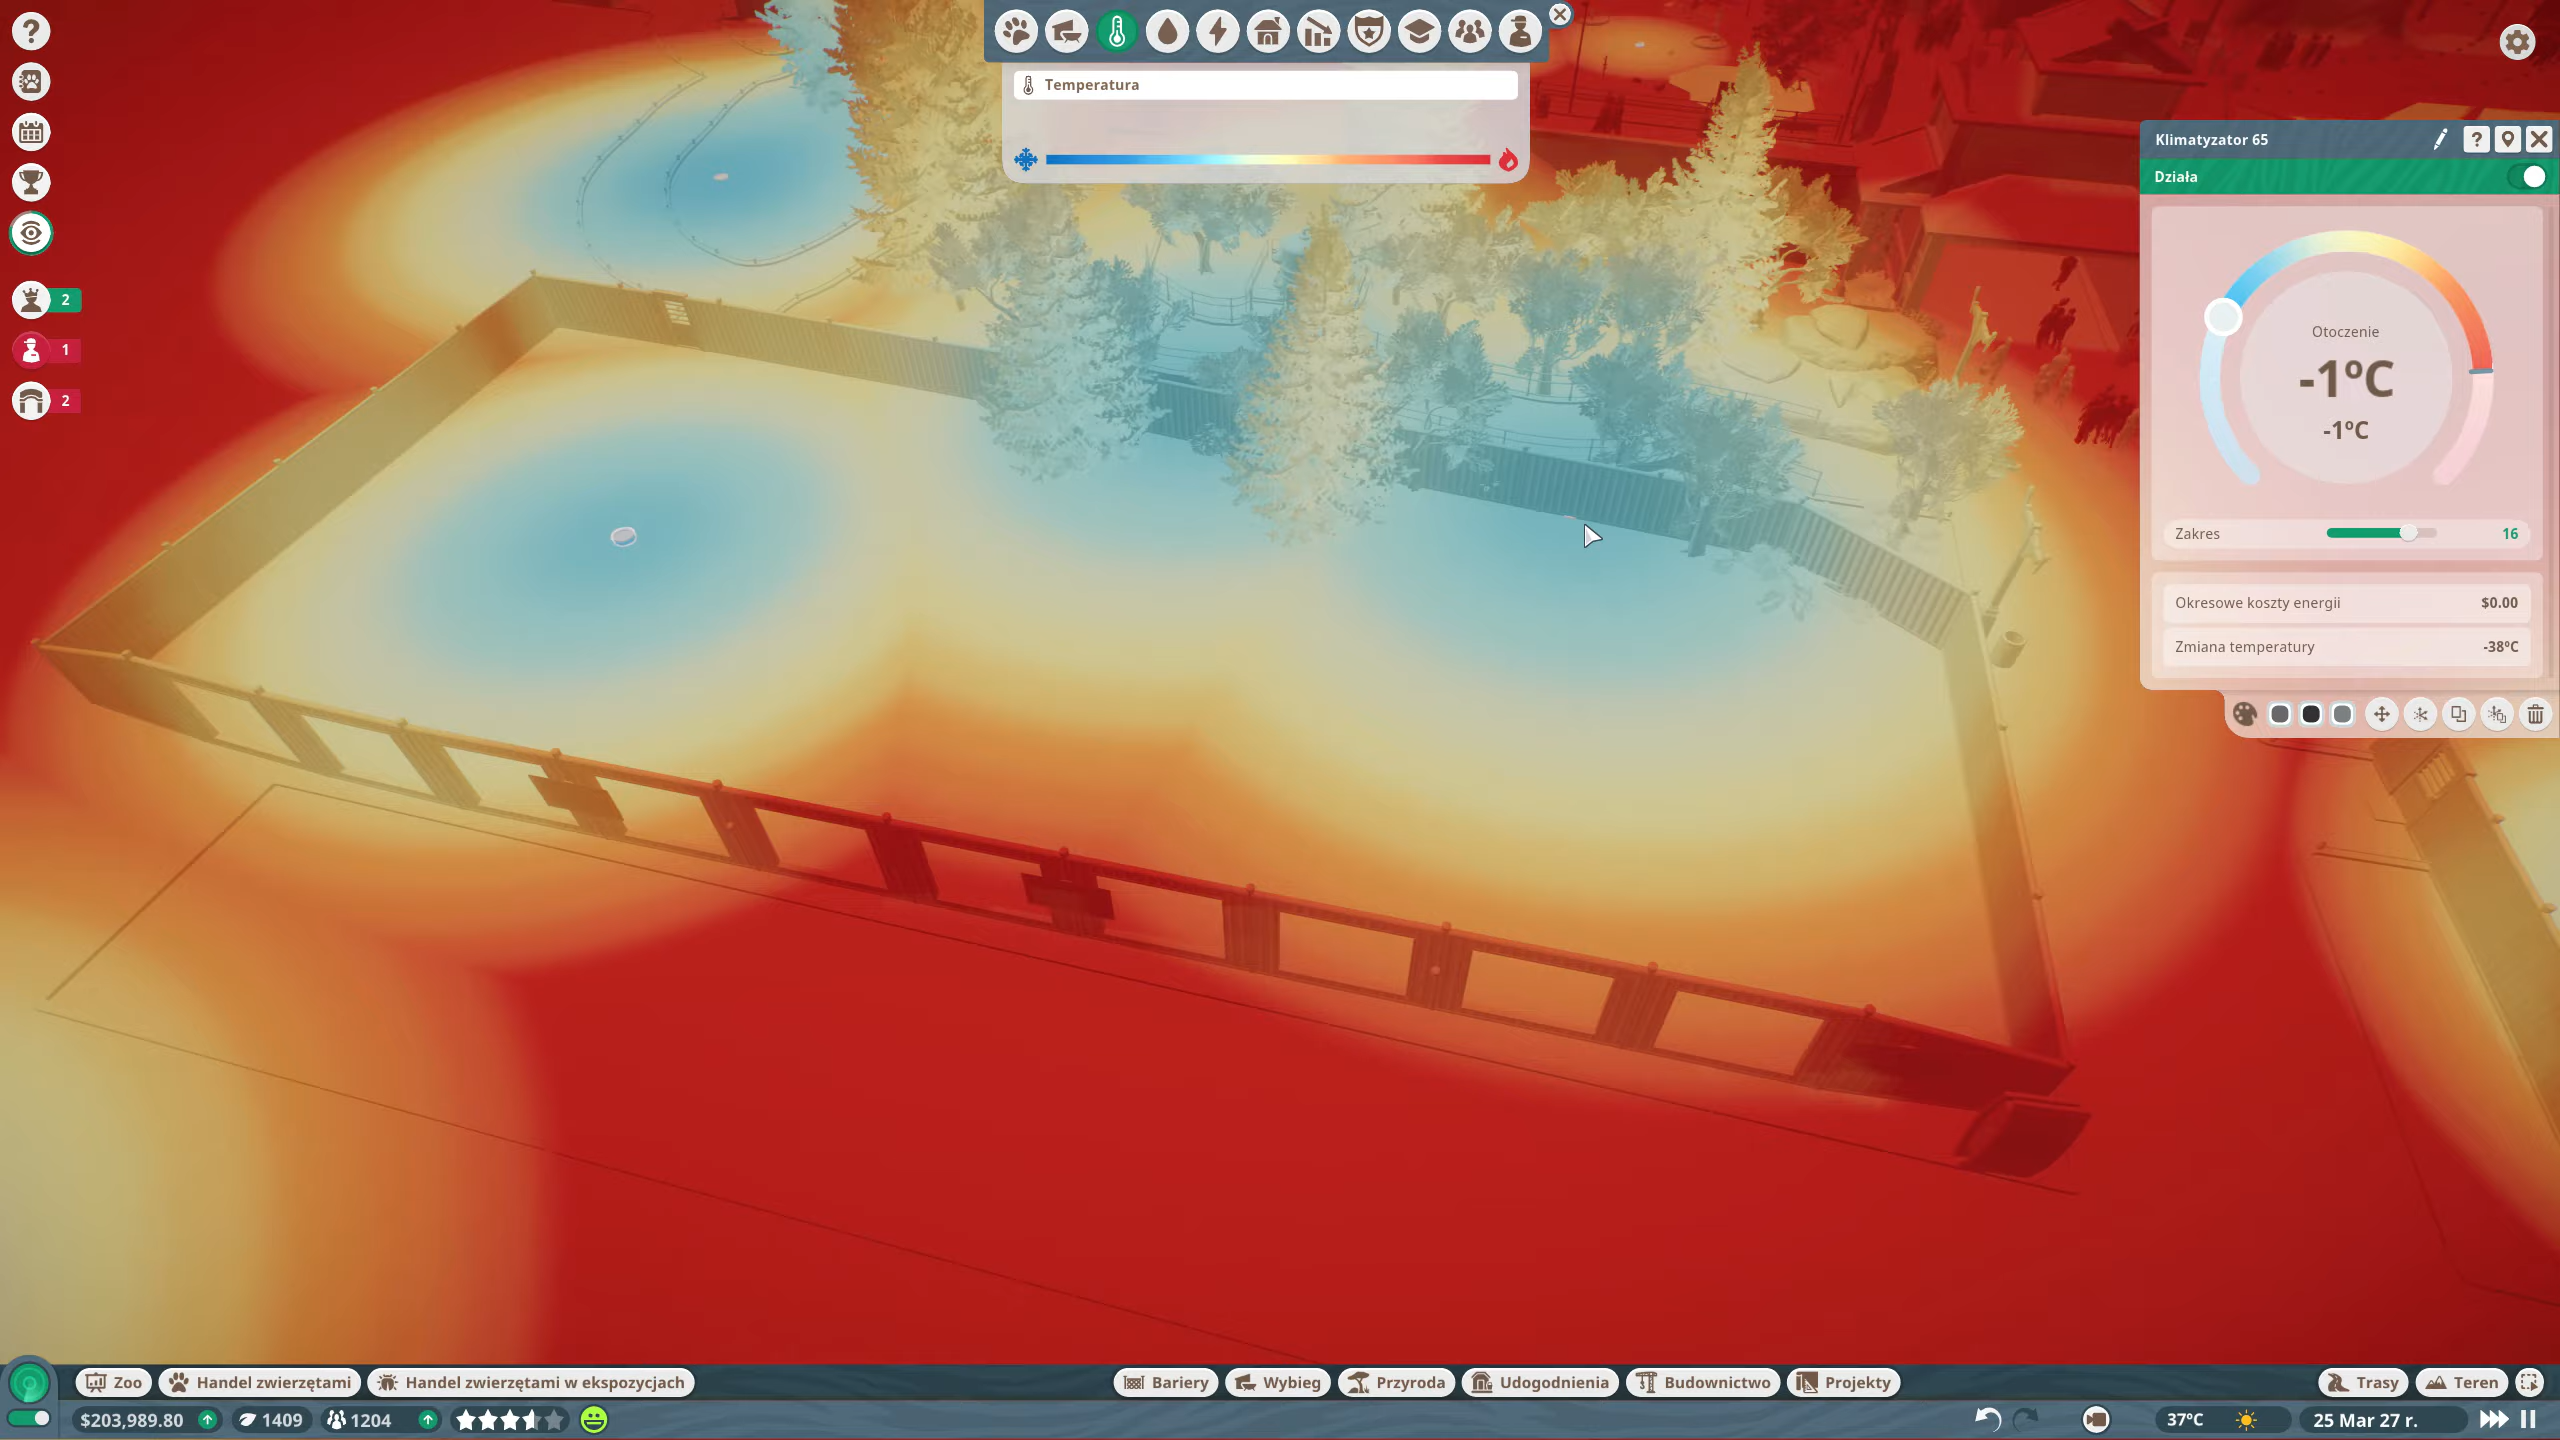 Temperatura
2
1
2
Klimatyzator 65
?
Działa
Otoczenie
-1°C
-1°C
Zakres
16
Okresowe koszty energii
$0.00
Zmiana temperatury
-38°C
Zoo
Handel zwierzętami
Handel zwierzętami w ekspozycjach
Bariery
Wybieg
Przyroda
Udogodnienia
Budownictwo
Projekty
Trasy
Teren
$203,989.80
1409
1204
37°C
25 Mar 27 r.